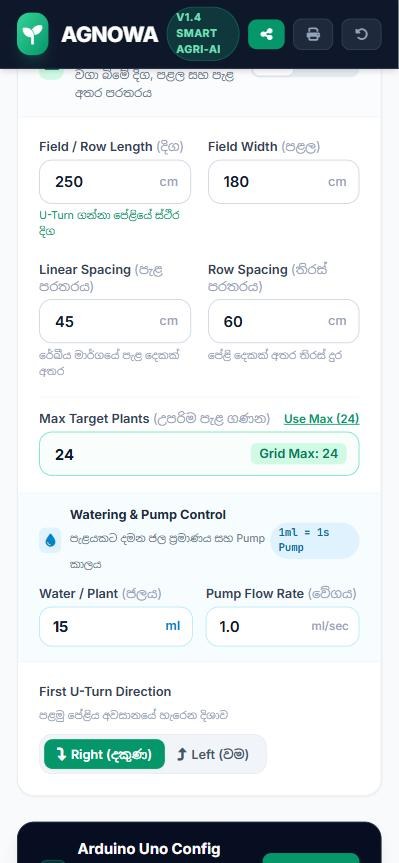 AGNOWA
V1.4
SMART
AGRI-AI
වගා බිමේ දිග, පළල සහ පැළ
අතර පරතරය
Field / Row Length (දිග)
Field Width (පළල)
250 cm
180 cm
U-Turn ගන්නා පේළියේ ස්ථිර
දිග
Linear Spacing (පැළ
පරතරය)
Row Spacing (තිරස්
පරතරය)
45 cm
60 cm
රේඛීය මාර්ගයේ පැළ දෙකක්
අතර
පේළි දෙකක් අතර තිරස් දුර
Max Target Plants (උපරිම පැළ ගණන)
Use Max (24)
24
Grid Max: 24
Watering & Pump Control
පැළයකට දමන ජල ප්‍රමාණය සහ Pump
කාලය
1ml = 1s
Pump
Water / Plant (ජලය)
Pump Flow Rate (වේගය)
15 ml
1.0 ml/sec
First U-Turn Direction
පළමු පේළිය අවසානයේ හැරෙන දිශාව
Right (දකුණ)
Left (වම)
Arduino Uno Config